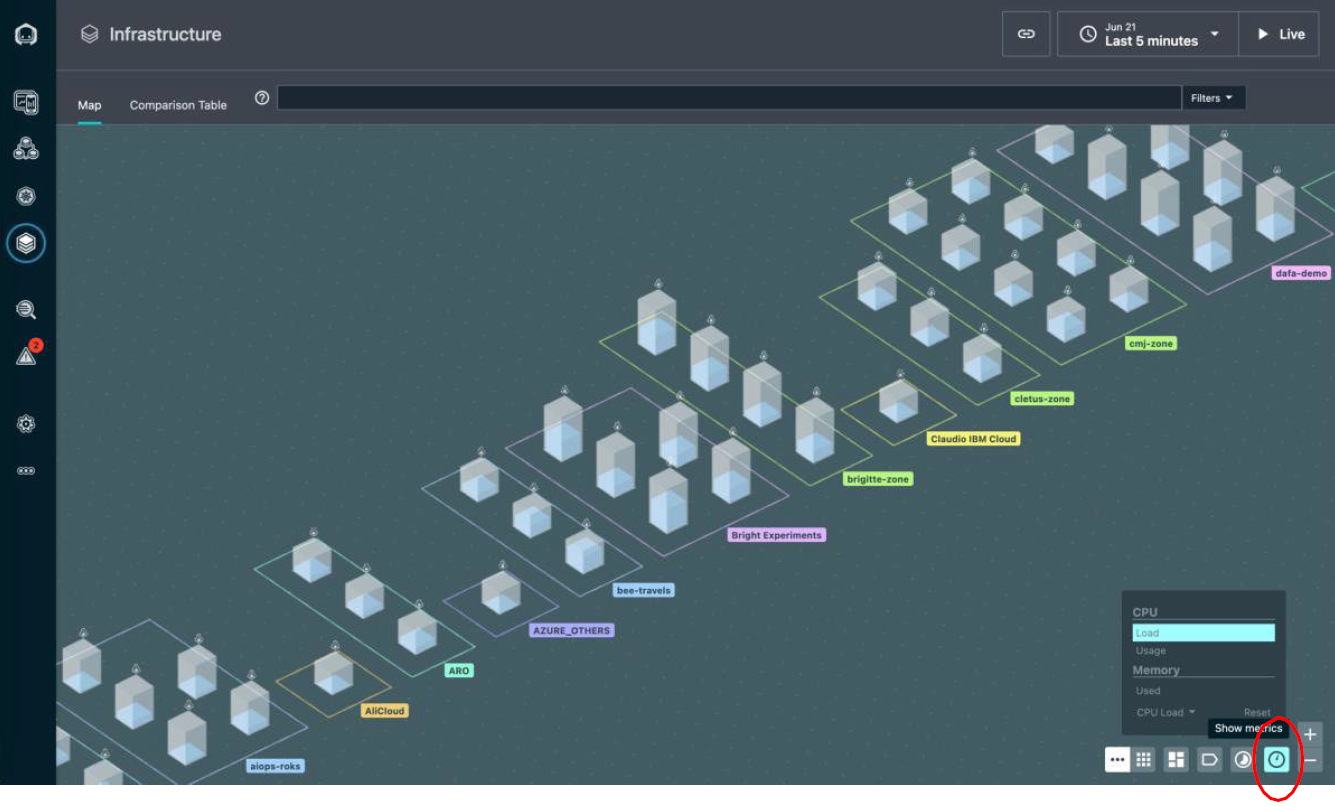 Infrastructure
Jun 21
Last 5 minutes
Live
Map
Comparison Table
?
Filters
2
dafa-demo
cmj-zone
cletus-zone
Claudio IBM Cloud
brigitte-zone
Bright Experiments
bee-travels
AZURE_OTHERS
ARO
AliCloud
aiops-roks
CPU
Load
Usage
Memory
Used
CPU Load
Reset
Show metrics
+
−